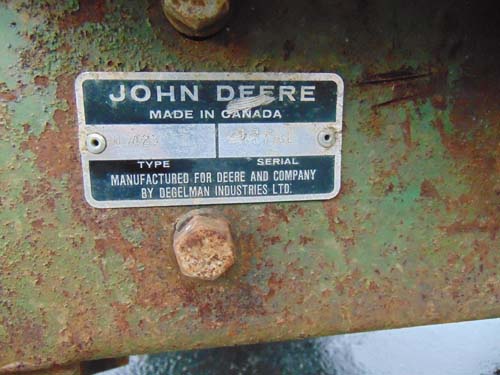 JOHN DEERE
MADE IN CANADA
TYPE SERIAL
MANUFACTURED FOR DEERE AND COMPANY
BY DEGELMAN INDUSTRIES LTD.